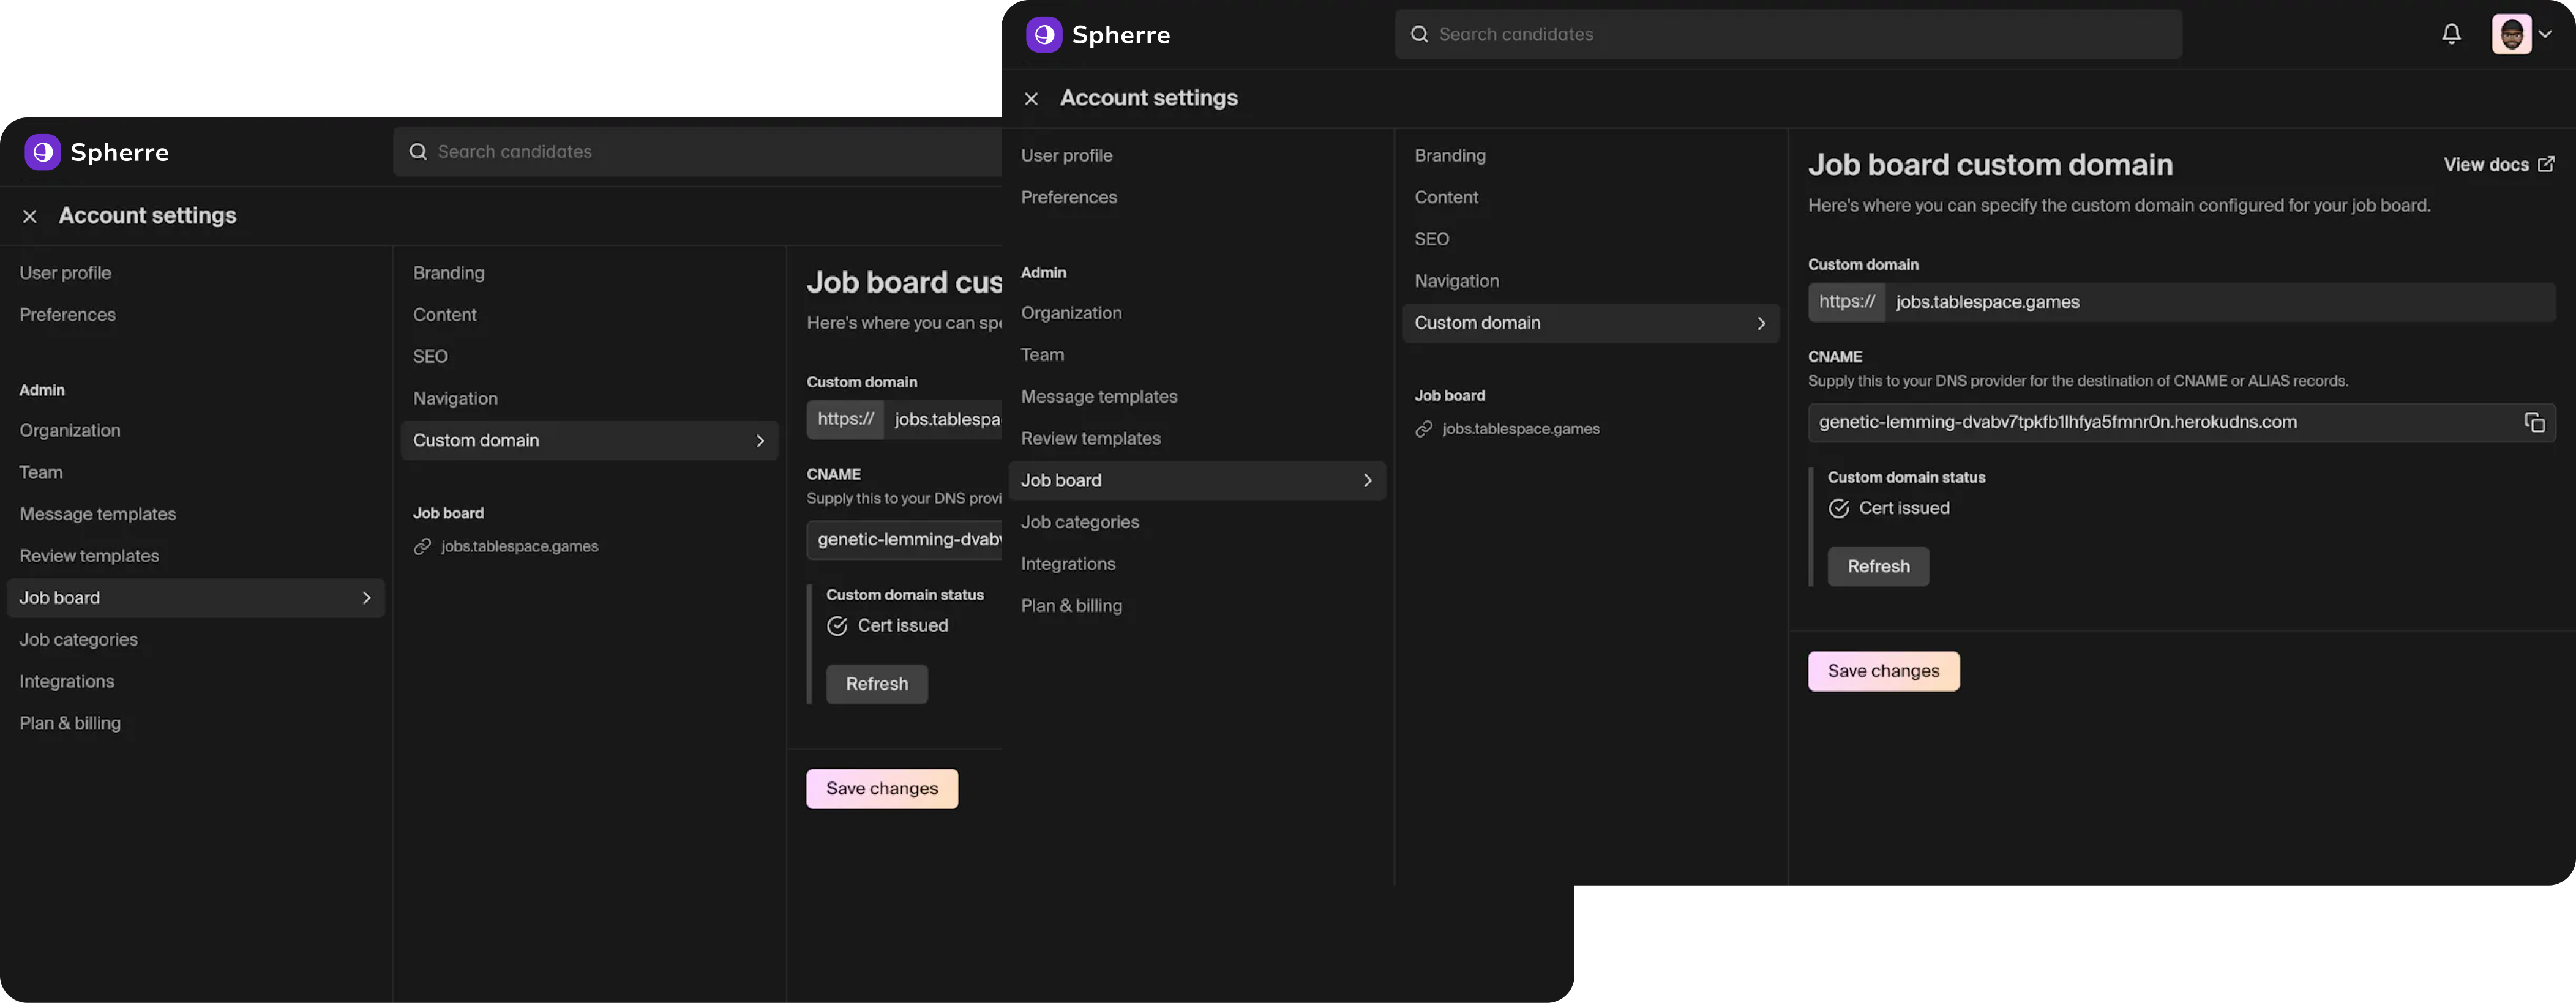 Spherre
Search candidates
Account settings
User profile
Preferences
Admin
Organization
Team
Message templates
Review templates
Job board
Job categories
Integrations
Plan & billing
Branding
Content
SEO
Navigation
Custom domain
Job board
jobs.tablespace.games
Job board cus
Here's where you can spe
Custom domain
https:// jobs.tablespa
CNAME
Supply this to your DNS provi
genetic-lemming-dvabv
Custom domain status
Cert issued
Refresh
Save changes
Spherre
Search candidates
Account settings
User profile
Preferences
Admin
Organization
Team
Message templates
Review templates
Job board
Job categories
Integrations
Plan & billing
Branding
Content
SEO
Navigation
Custom domain
Job board
jobs.tablespace.games
Job board custom domain
View docs
Here's where you can specify the custom domain configured for your job board.
Custom domain
https:// jobs.tablespace.games
CNAME
Supply this to your DNS provider for the destination of CNAME or ALIAS records.
genetic-lemming-dvabv7tpkfb1lhfya5fmnr0n.herokudns.com
Custom domain status
Cert issued
Refresh
Save changes